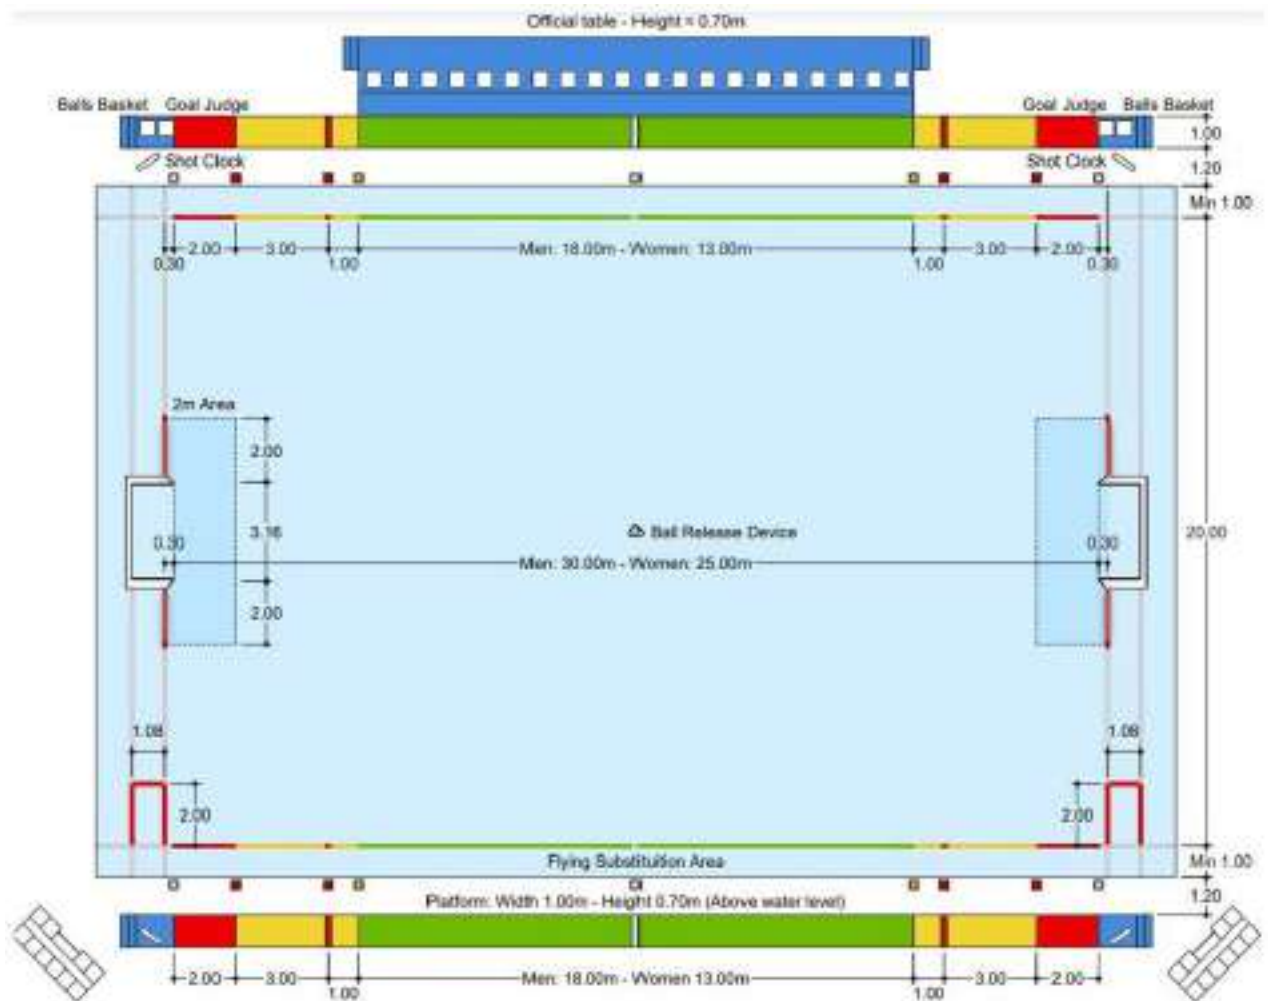 Official table - Height = 0.70m
Balls Basket Goal Judge Goal Judge Balls Basket
1.00
Shot Clock Shot Clock
1.20
Min 1.00
2.00 3.00 Men: 18.00m - Women: 13.00m 3.00 2.00
0.30 1.00 1.00 0.30
2m Area
2.00
3.16 Ball Release Device 20.00
0.30 0.30
Men: 30.00m - Women: 25.00m
2.00
1.08 1.08
2.00 2.00
Flying Substituition Area Min 1.00
1.20
Platform: Width 1.00m - Height 0.70m (Above water level)
2.00 3.00 Men: 18.00m - Women 13.00m 3.00 2.00
1.00 1.00